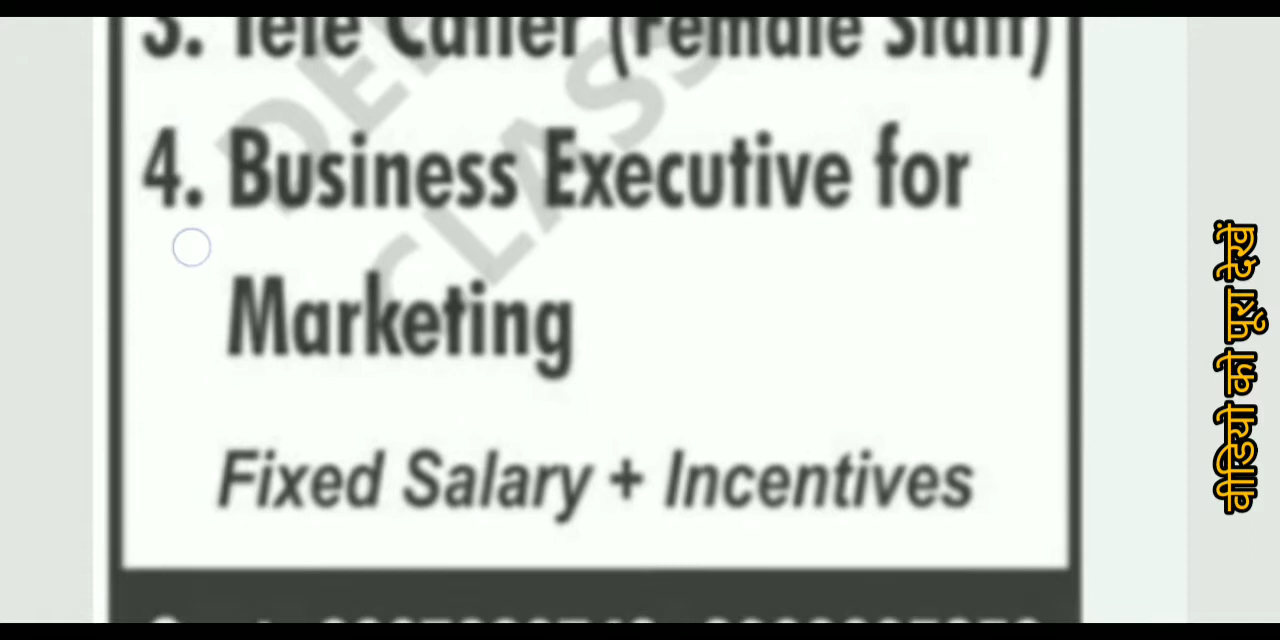 3. Tele Caller (Female Staff)
4. Business Executive for
Marketing
Fixed Salary + Incentives
वीडियो को पूरा देखें